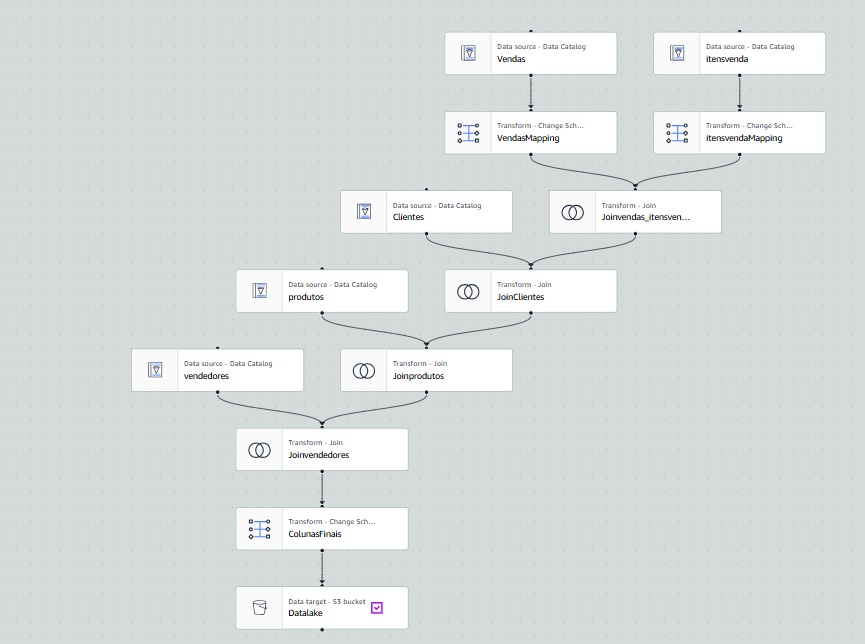 Data source - Data Catalog
Vendas
Data source - Data Catalog
itensvenda
Transform - Change Sch...
VendasMapping
Transform - Change Sch...
itensvendaMapping
Data source - Data Catalog
Clientes
Transform - Join
Joinvendas_itensven...
Data source - Data Catalog
produtos
Transform - Join
JoinClientes
Data source - Data Catalog
vendedores
Transform - Join
Joinprodutos
Transform - Join
Joinvendedores
Transform - Change Sch...
ColunasFinais
Data target - S3 bucket
Datalake